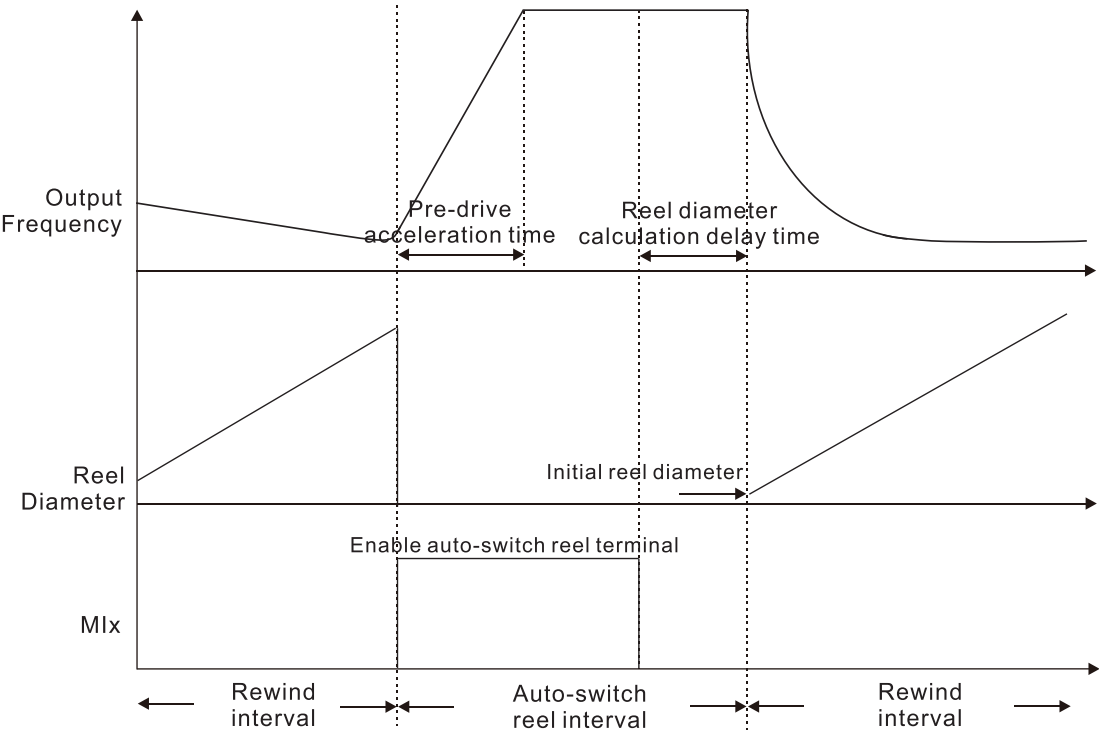 Output
Frequency
Pre-drive
acceleration time
Reel diameter
calculation delay time
Reel
Diameter
Initial reel diameter
Enable auto-switch reel terminal
MIx
Rewind
interval
Auto-switch
reel interval
Rewind
interval